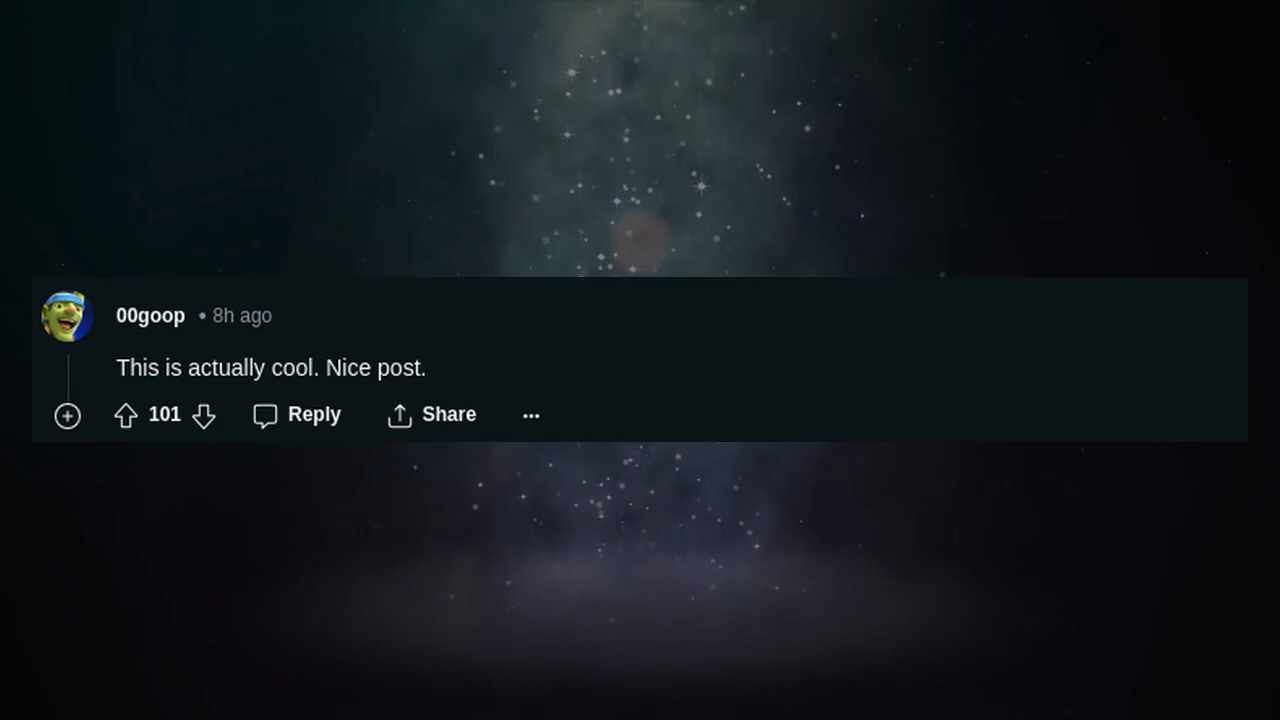 00goop • 8h ago
This is actually cool. Nice post.
101 Reply Share